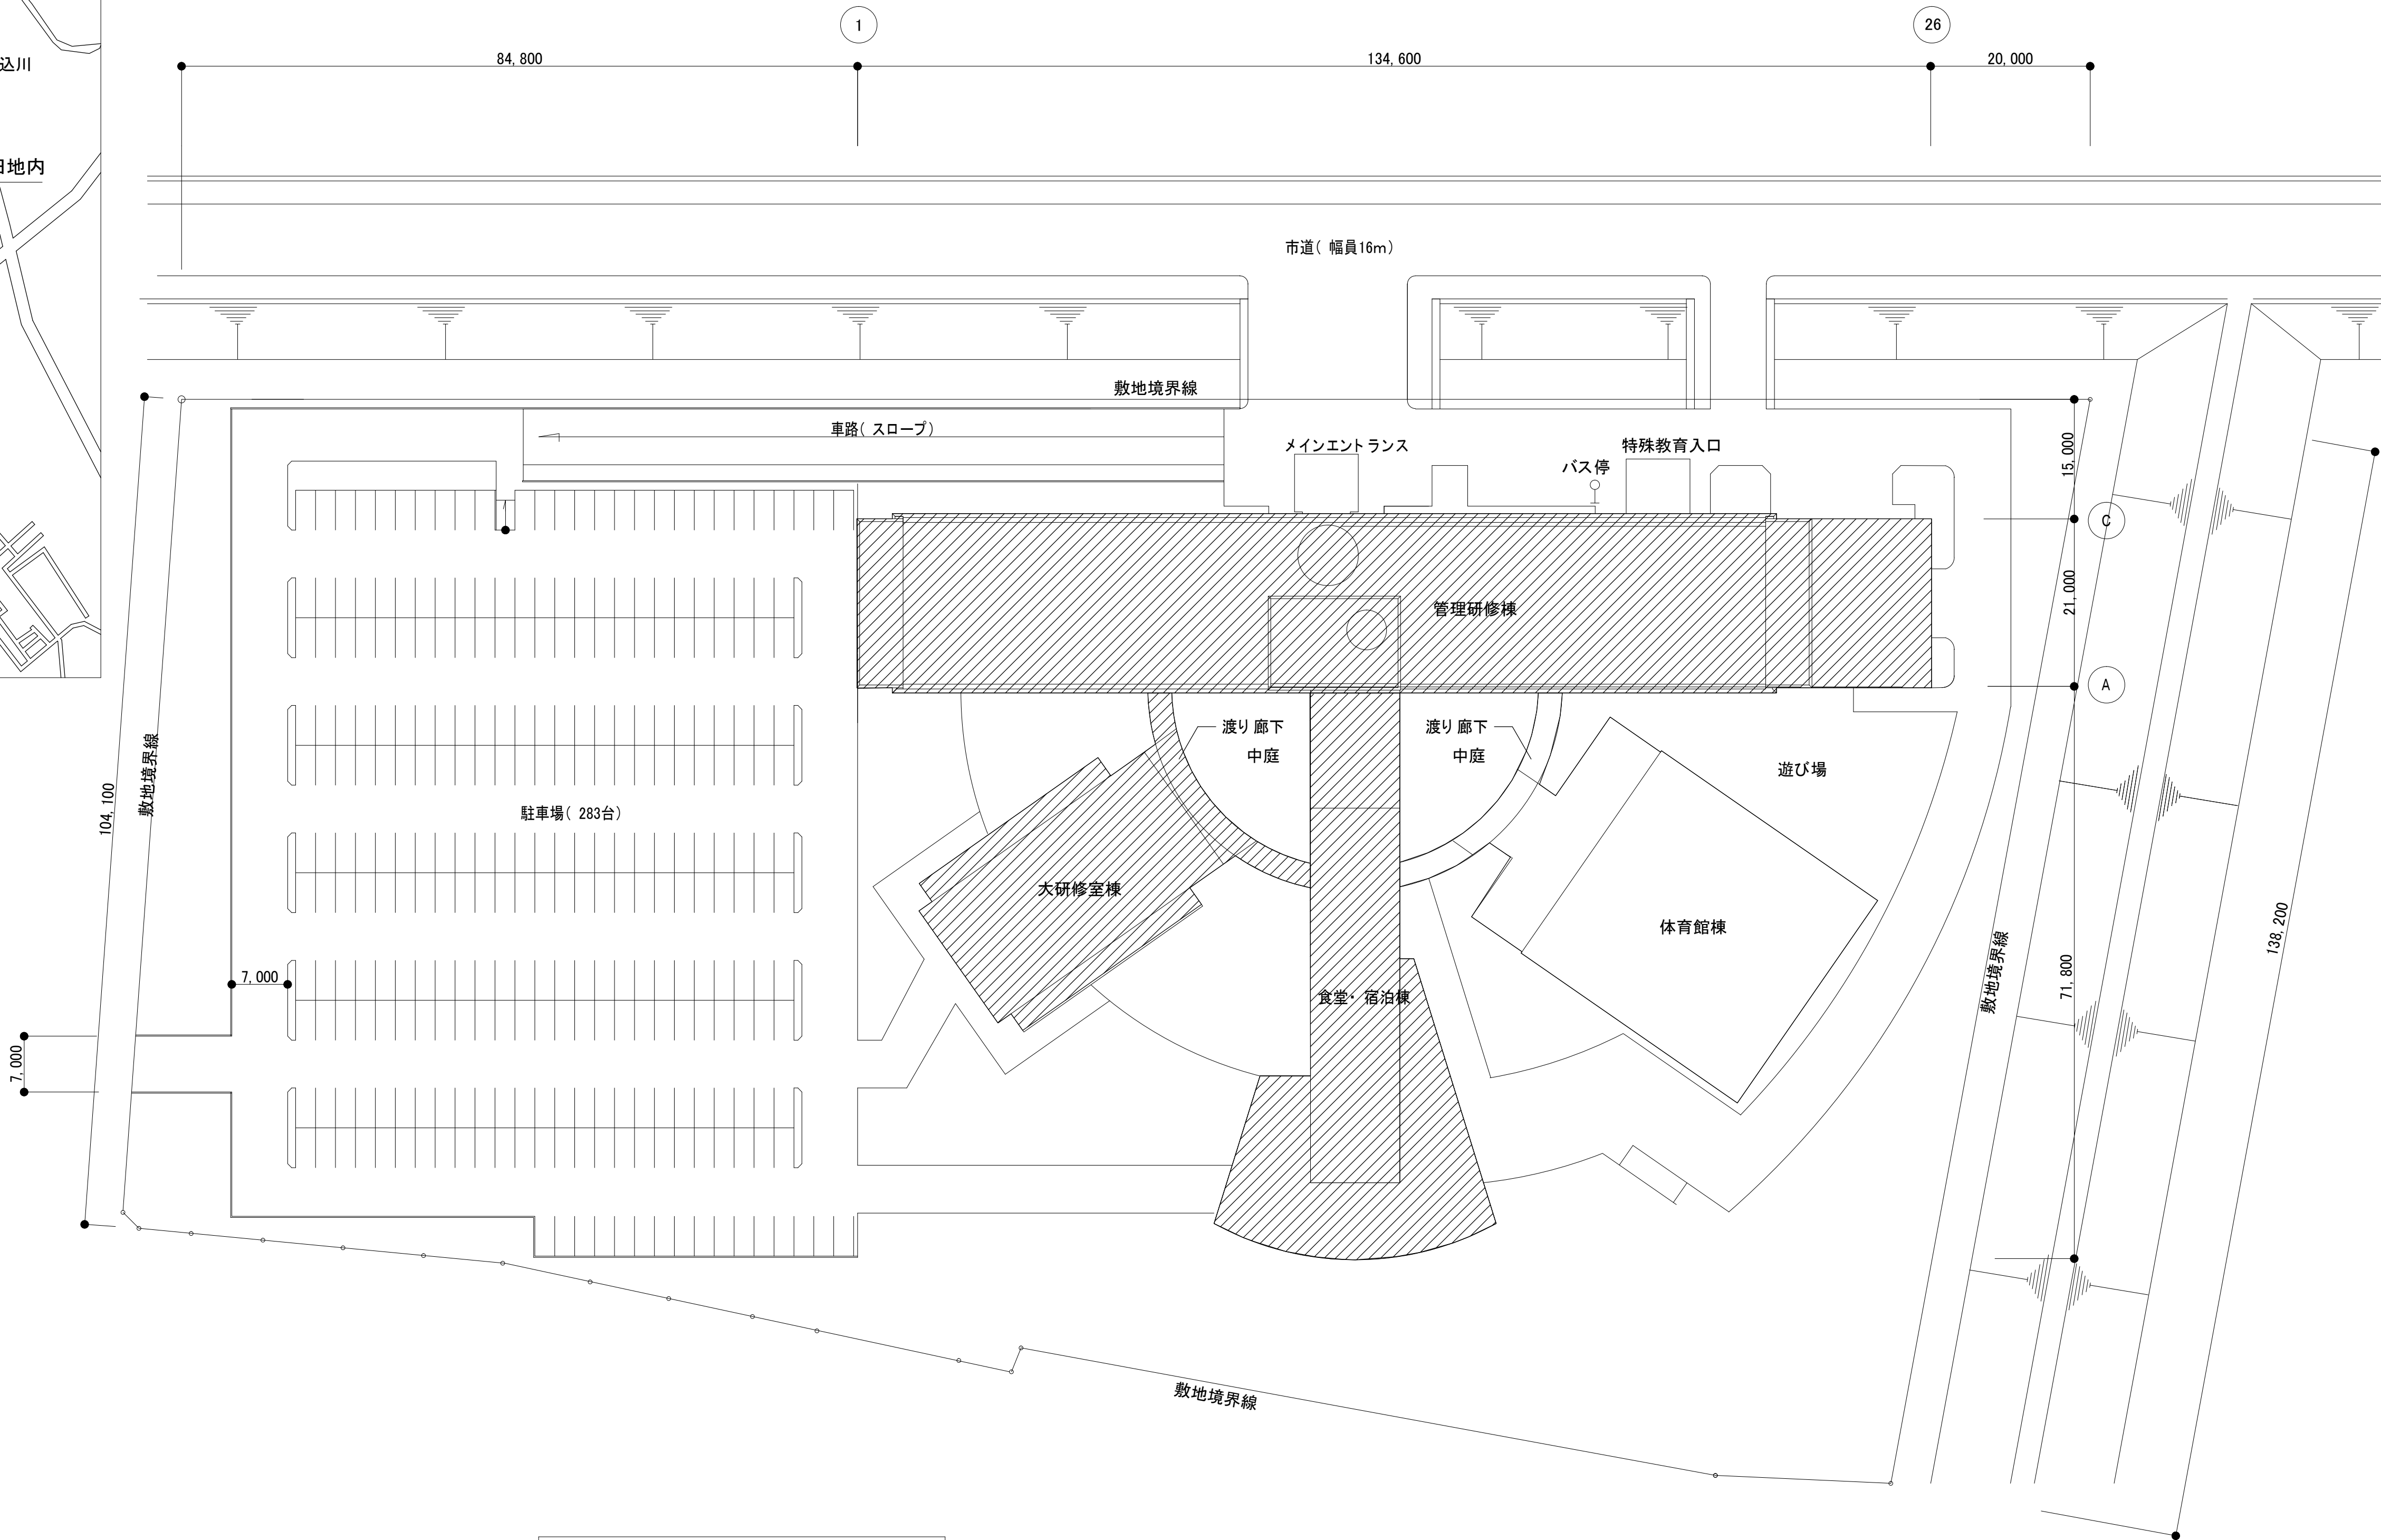 1
26
84,800
134,600
20,000
込川
地内
市道(幅員16m)
敷地境界線
車路(スロープ)
メインエントランス
特殊教育入口
バス停
15,000
C
21,000
A
管理研修棟
渡り廊下
中庭
渡り廊下
中庭
遊び場
104,100
敷地境界線
駐車場(283台)
大研修室棟
体育館棟
食堂・宿泊棟
敷地境界線
71,800
138,200
7,000
7,000
敷地境界線